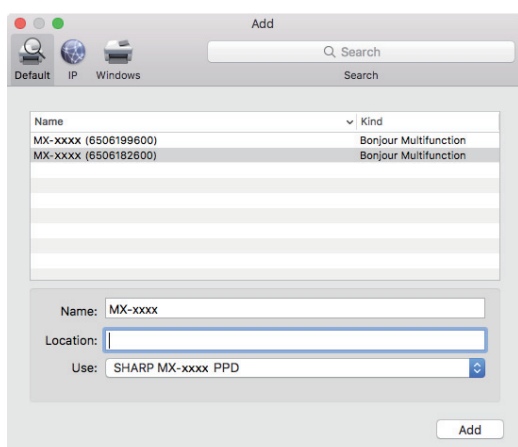 Add
Search
Default IP Windows Search
Name Kind
MX-xxxx (6506199600) Bonjour Multifunction
MX-xxxx (6506182600) Bonjour Multifunction
Name: MX-xxxx
Location:
Use: SHARP MX-xxxx PPD
Add